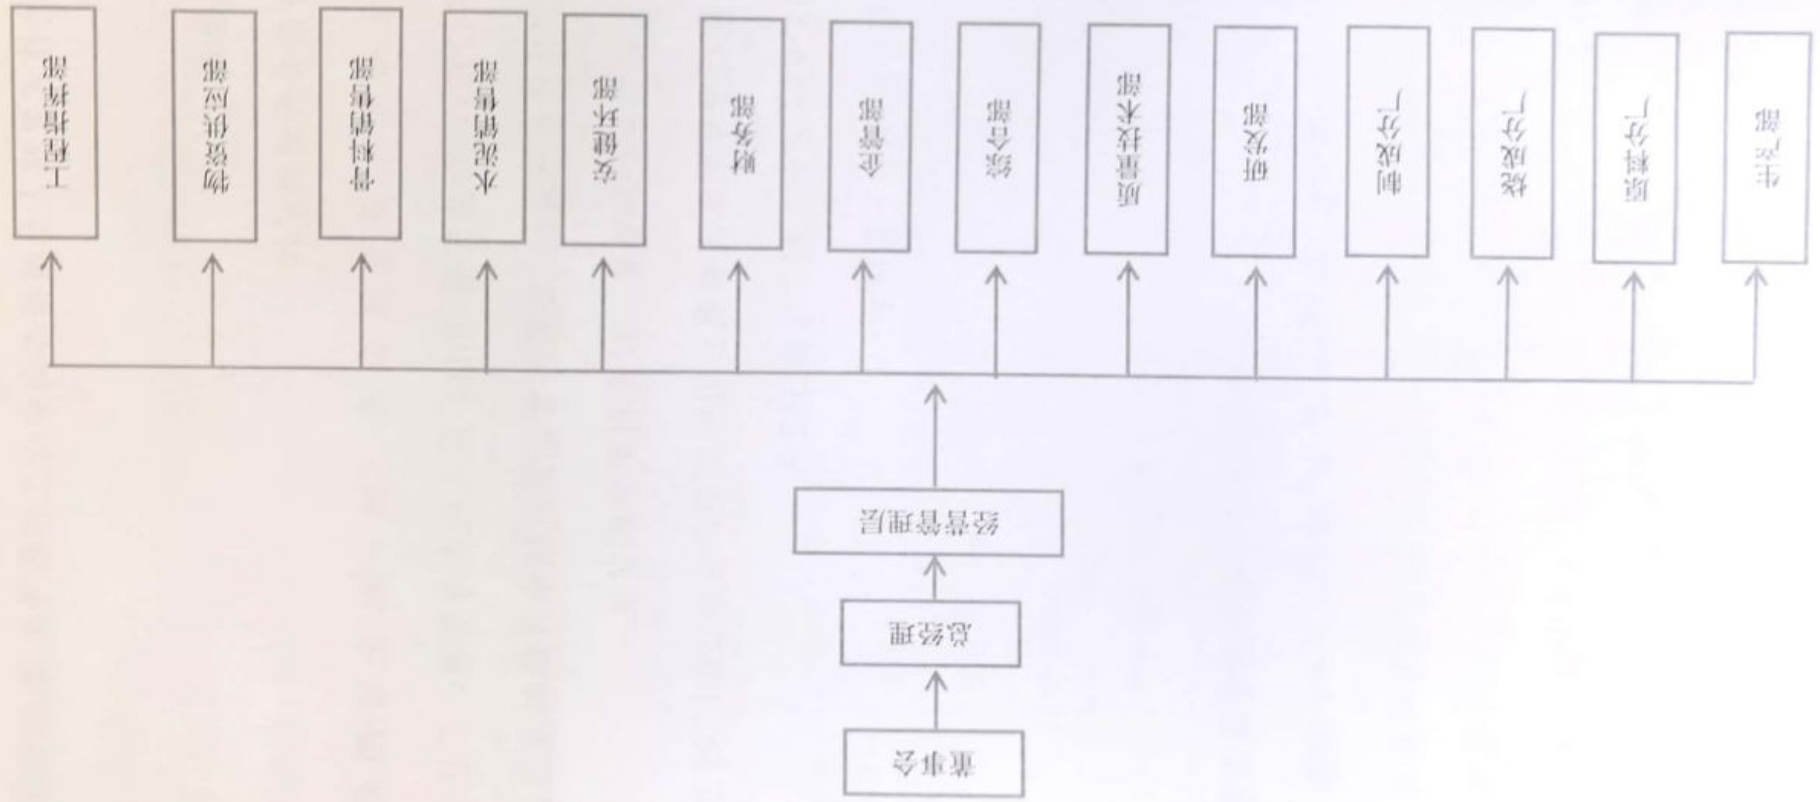 董事会
总经理
经营管理层
生产部
原料分厂
烧成分厂
制成分厂
研发部
质量技术部
综合部
企管部
财务部
安健环部
水泥销售部
骨料销售部
物资供应部
工程指挥部